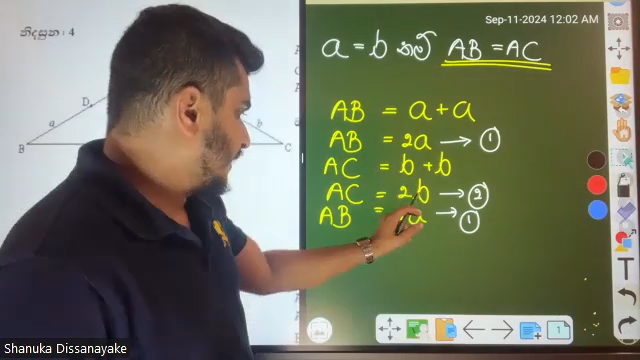 Sep-11-2024 12:02 AM
නිදසුන : 4
a = b නම් AB = AC
D
a
b
B
C
AB = a + a
AB = 2a → ①
AC = b + b
AC = 2b → ②
AB = a → ①
T
1
Shanuka Dissanayake